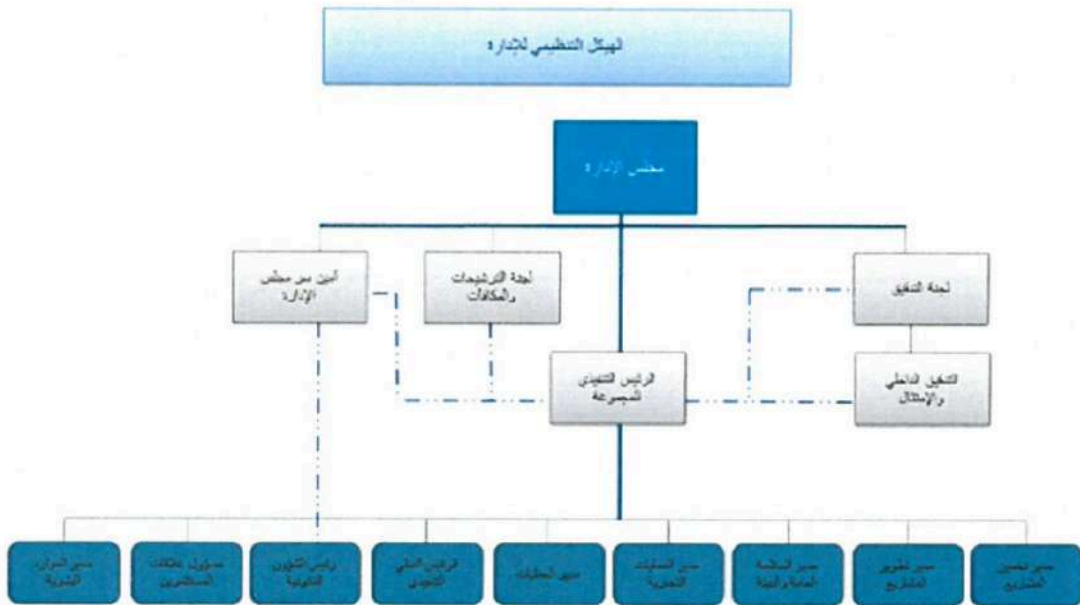 الهيكل التنظيمي للإدارة
مجلس الإدارة
لجنة التدقيق
لجنة الترشيحات
والمكافآت
أمين سر مجلس
الإدارة
التدقيق الداخلي
والإمتثال
الرئيس التنفيذي
للمجموعة
مدير تحسين
المشاريع
مدير تطوير
المشاريع
مدير السلامة
العامة والبيئة
مدير العمليات
التجارية
مدير العمليات
الرئيس المالي
التنفيذي
رئيس الشؤون
القانونية
مسؤول علاقات
المستثمرين
مدير الموارد
البشرية